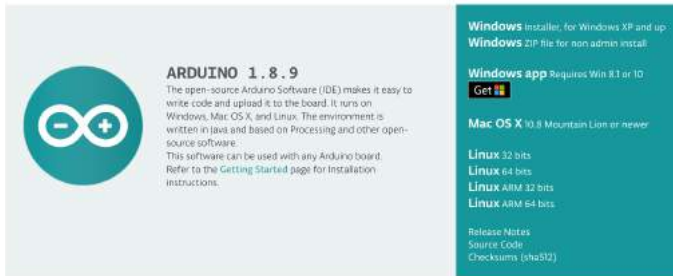 ARDUINO 1.8.9
The open-source Arduino Software (IDE) makes it easy to
write code and upload it to the board. It runs on
Windows, Mac OS X, and Linux. The environment is
written in Java and based on Processing and other open-
source software.
This software can be used with any Arduino board.
Refer to the Getting Started page for Installation
instructions.
Windows Installer, for Windows XP and up
Windows ZIP file for non admin install
Windows app Requires Win 8.1 or 10
Get
Mac OS X 10.8 Mountain Lion or newer
Linux 32 bits
Linux 64 bits
Linux ARM 32 bits
Linux ARM 64 bits
Release Notes
Source Code
Checksums (sha512)